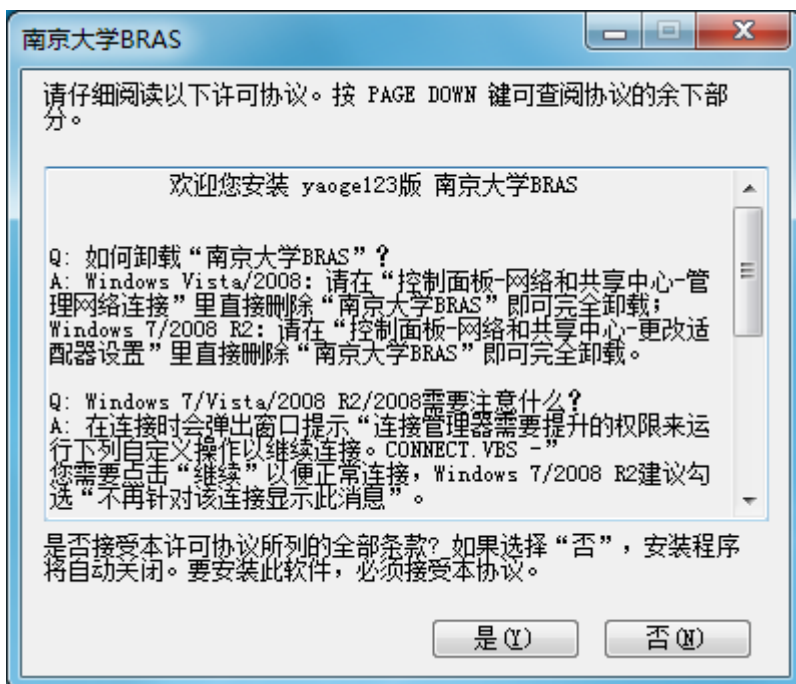 南京大学BRAS
请仔细阅读以下许可协议。按 PAGE DOWN 键可查阅协议的余下部
分。
欢迎您安装 yaoge123版 南京大学BRAS
Q: 如何卸载“南京大学BRAS”？
A: Windows Vista/2008: 请在“控制面板-网络和共享中心-管
理网络连接”里直接删除“南京大学BRAS”即可完全卸载；
Windows 7/2008 R2: 请在“控制面板-网络和共享中心-更改适
配器设置”里直接删除“南京大学BRAS”即可完全卸载。
Q: Windows 7/Vista/2008 R2/2008需要注意什么？
A: 在连接时会弹出窗口提示“连接管理器需要提升的权限来运
行下列自定义操作以继续连接。CONNECT.VBS -”
您需要点击“继续”以便正常连接，Windows 7/2008 R2建议勾
选“不再针对该连接显示此消息”。
是否接受本许可协议所列的全部条款? 如果选择“否”，安装程序
将自动关闭。要安装此软件，必须接受本协议。
是(Y)
否(N)